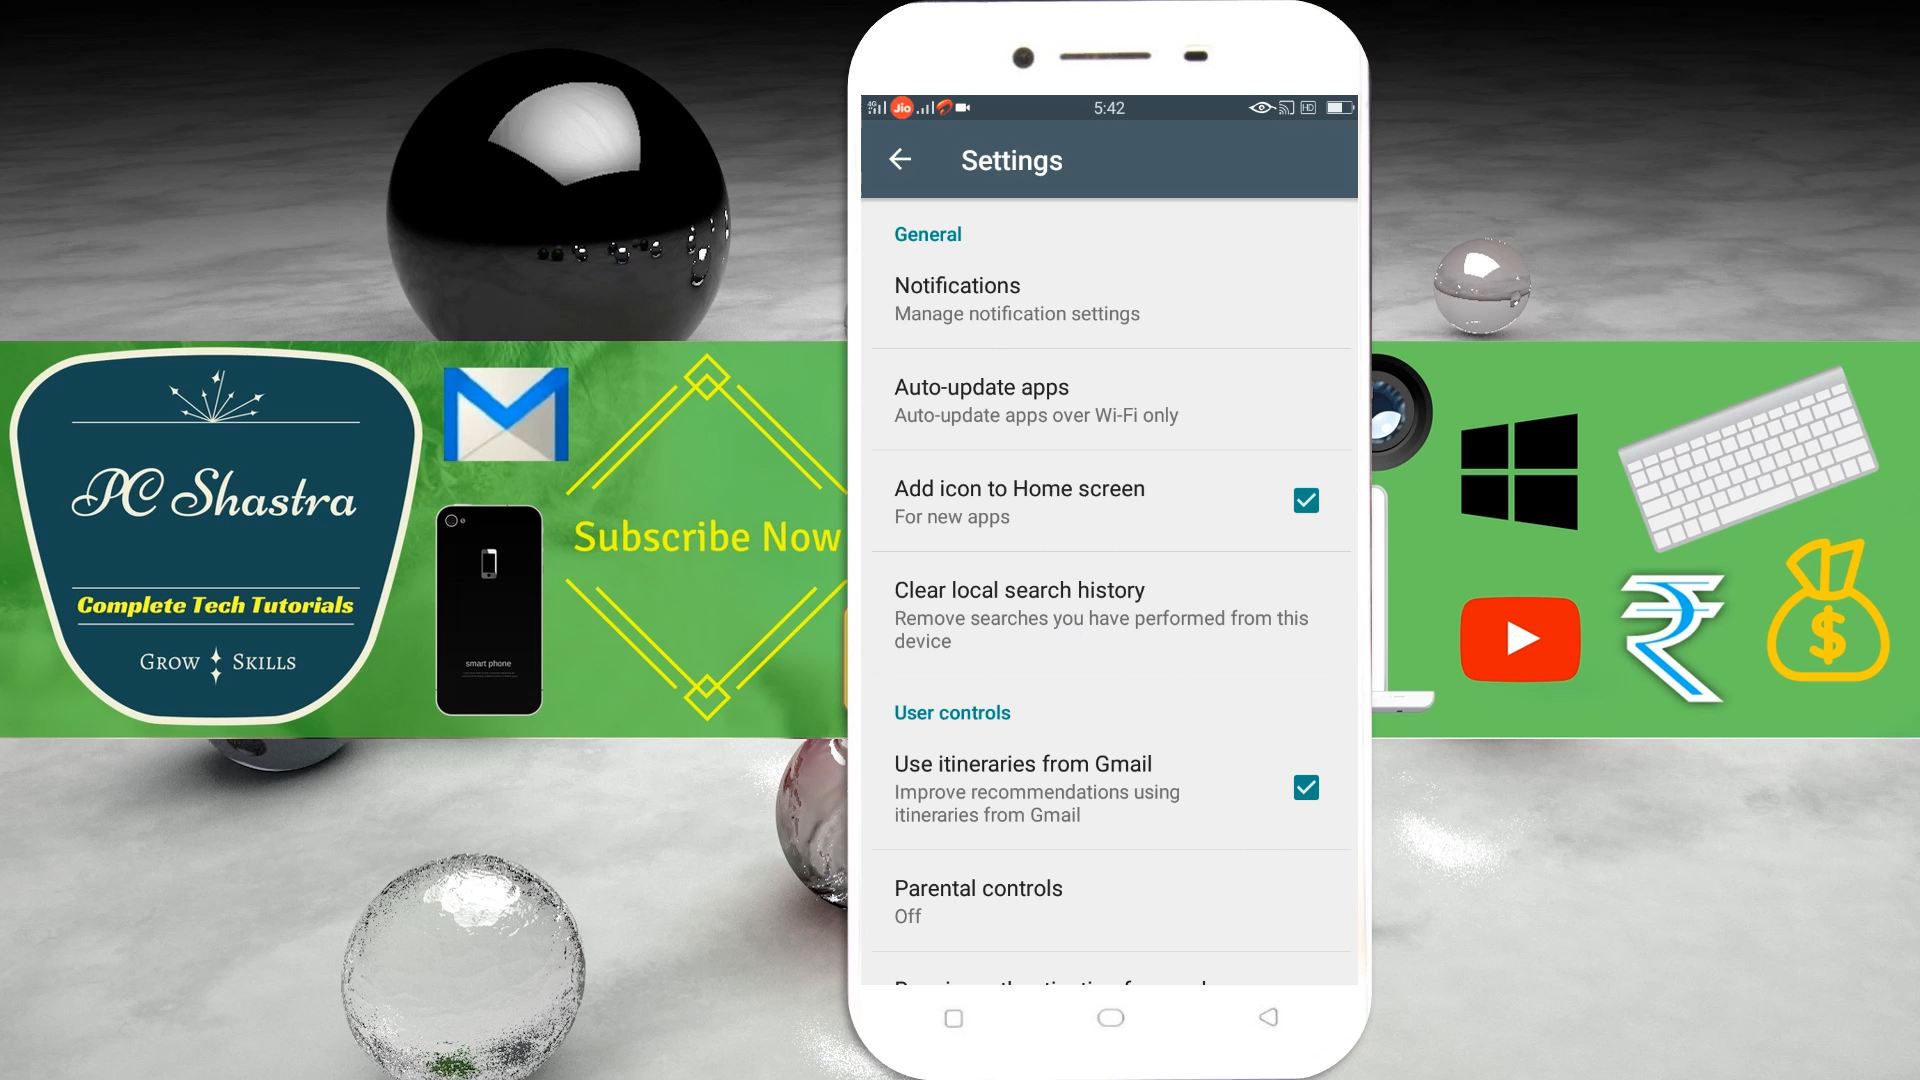 PC Shastra
Complete Tech Tutorials
Grow Skills
smart phone
Subscribe Now
4G
Jio
5:42
HD
Settings
General
Notifications
Manage notification settings
Auto-update apps
Auto-update apps over Wi-Fi only
Add icon to Home screen
For new apps
Clear local search history
Remove searches you have performed from this
device
User controls
Use itineraries from Gmail
Improve recommendations using
itineraries from Gmail
Parental controls
Off